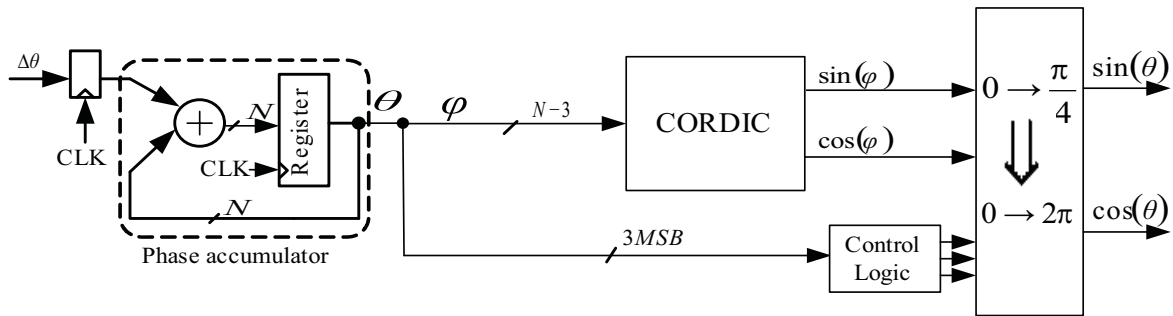 Δθ
CLK
N
Register
CLK
N
Phase accumulator
θ
φ
N−3
3MSB
CORDIC
sin(φ)
cos(φ)
Control
Logic
0 → π/4
0 → 2π
sin(θ)
cos(θ)